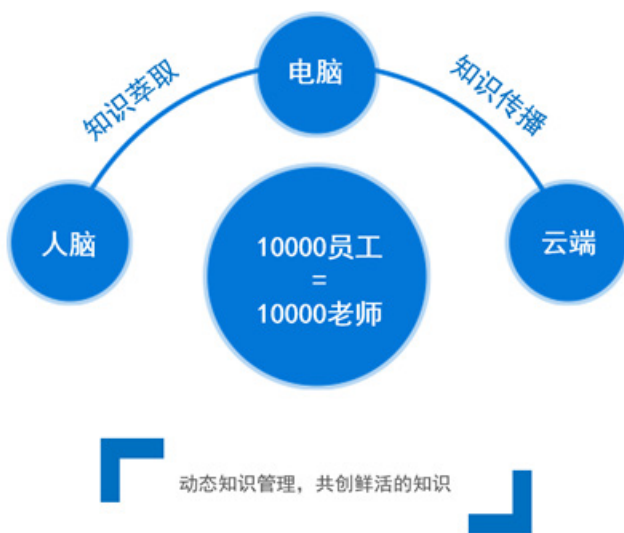 电脑
知识萃取
知识传播
人脑
云端
10000员工
=
10000老师
动态知识管理，共创鲜活的知识